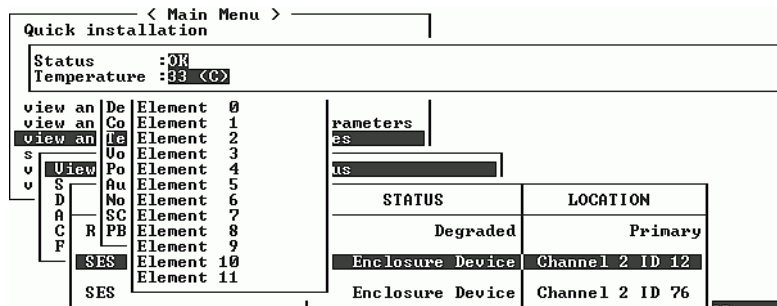 < Main Menu >
Quick installation
Status :OK
Temperature :33 (C)
view an De Element 0
view an Co Element 1 rameters
view an Te Element 2 es
s Vo Element 3
v View Po Element 4 us
v S Au Element 5
D No Element 6 STATUS LOCATION
A SC Element 7
C R PB Element 8 Degraded Primary
F Element 9
SES Element 10 Enclosure Device Channel 2 ID 12
Element 11
SES Enclosure Device Channel 2 ID 76